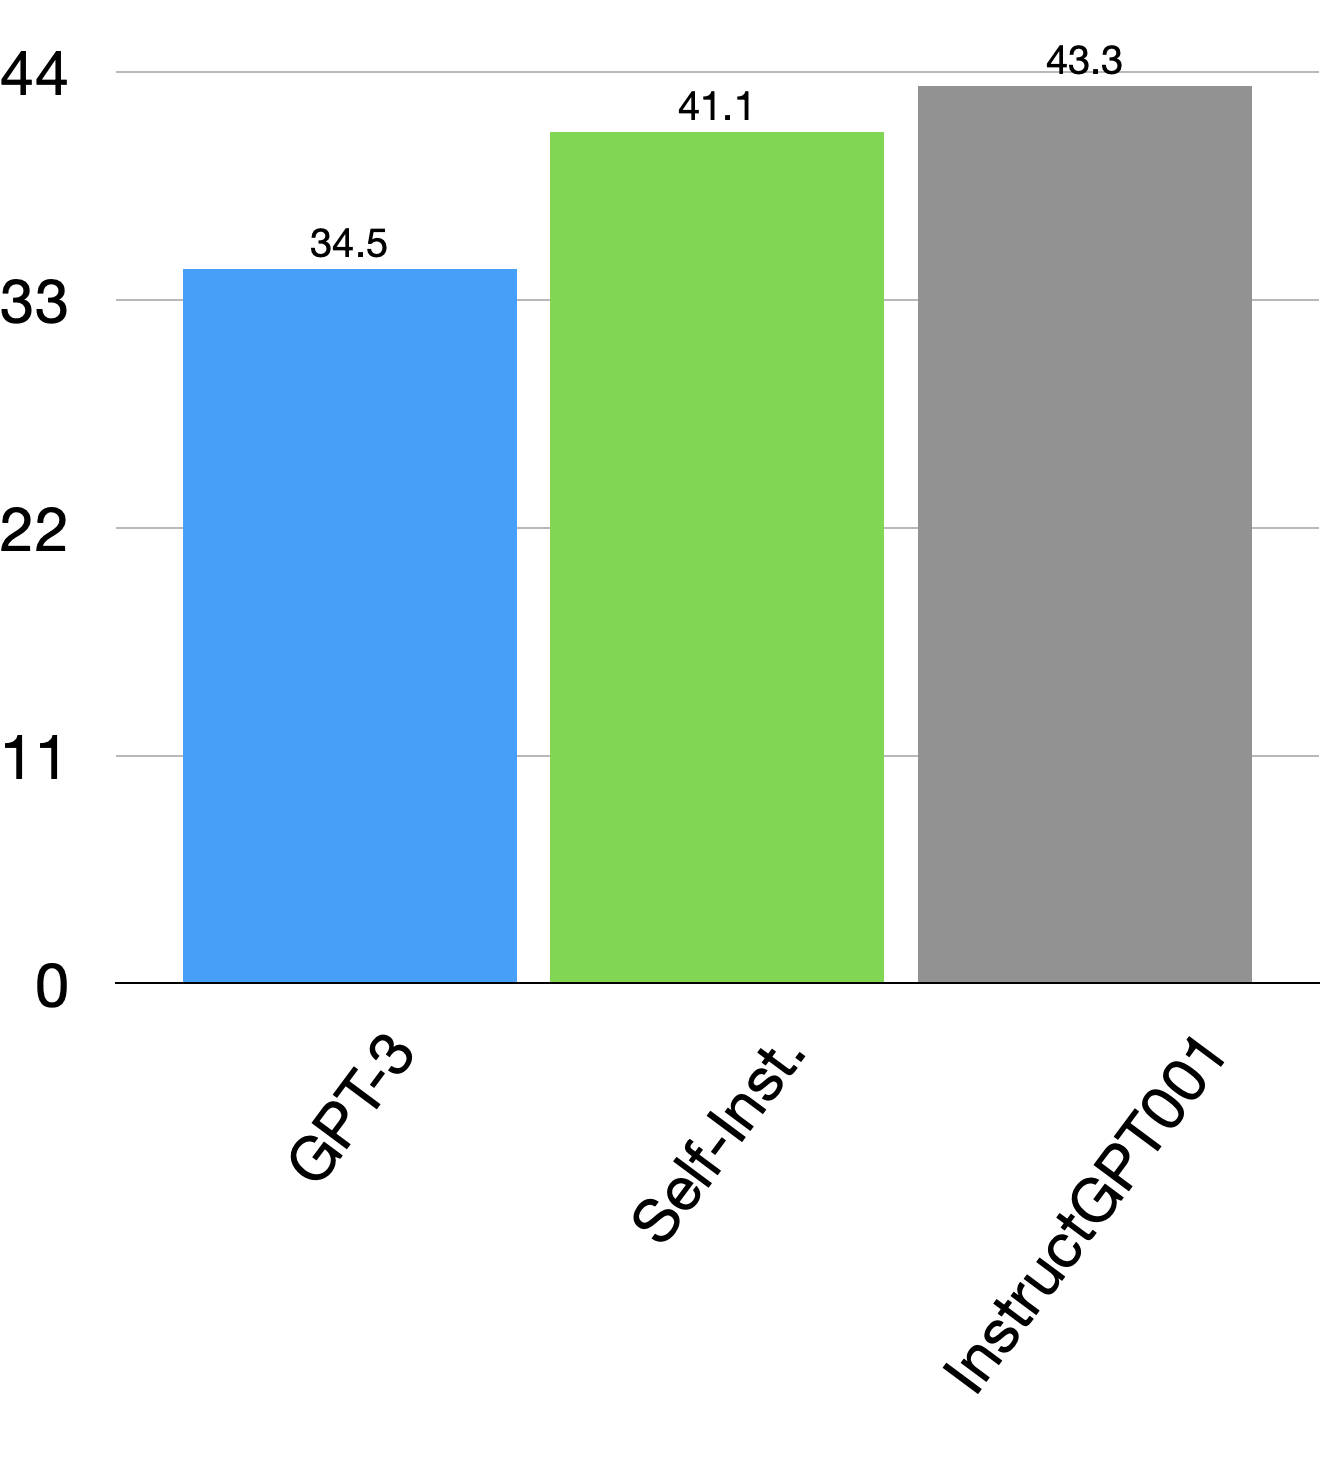 44
43.3
41.1
34.5
33
22
11
0
GPT-3
Self-Inst.
InstructGPT001